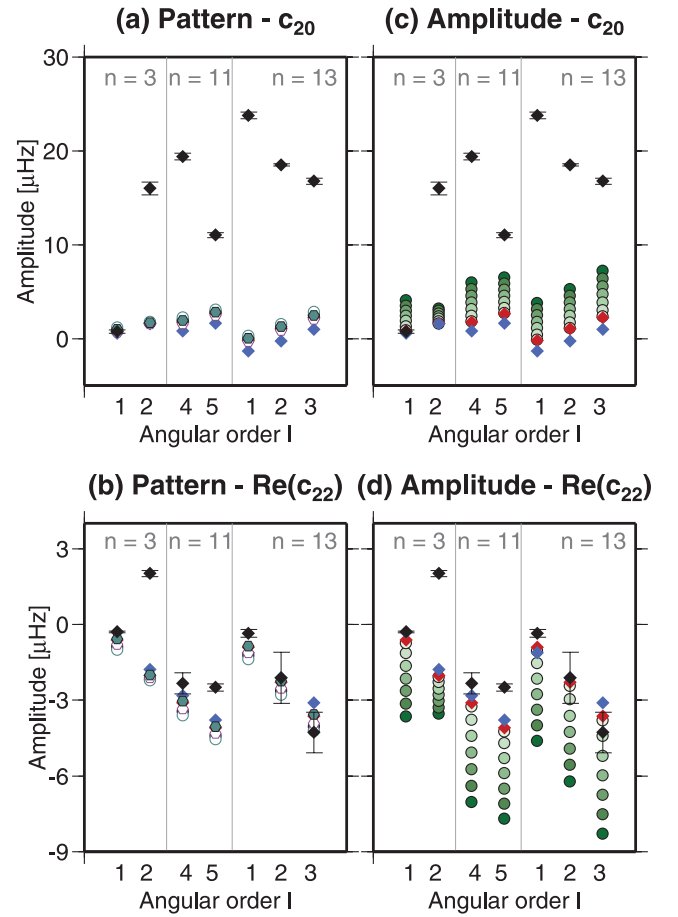 (a) Pattern - c20
(c) Amplitude - c20
30
20
10
0
Amplitude [μHz]
n = 3 n = 11 n = 13
n = 3 n = 11 n = 13
1 2 4 5 1 2 3
1 2 4 5 1 2 3
Angular order l
Angular order l
(b) Pattern - Re(c22)
(d) Amplitude - Re(c22)
3
0
-3
-6
-9
Amplitude [μHz]
n = 3 n = 11 n = 13
n = 3 n = 11 n = 13
1 2 4 5 1 2 3
1 2 4 5 1 2 3
Angular order l
Angular order l